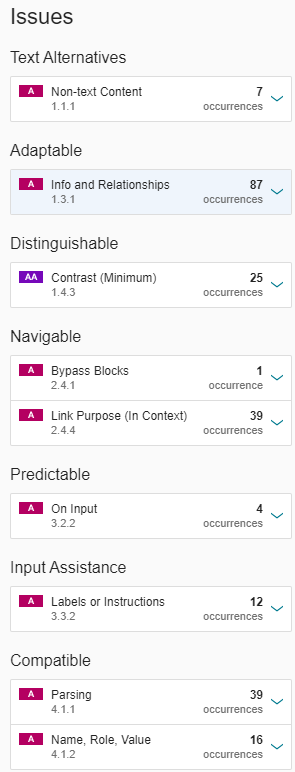 Issues
Text Alternatives
A Non-text Content 7
1.1.1 occurrences
Adaptable
A Info and Relationships 87
1.3.1 occurrences
Distinguishable
AA Contrast (Minimum) 25
1.4.3 occurrences
Navigable
A Bypass Blocks 1
2.4.1 occurrence
A Link Purpose (In Context) 39
2.4.4 occurrences
Predictable
A On Input 4
3.2.2 occurrences
Input Assistance
A Labels or Instructions 12
3.3.2 occurrences
Compatible
A Parsing 39
4.1.1 occurrences
A Name, Role, Value 16
4.1.2 occurrences